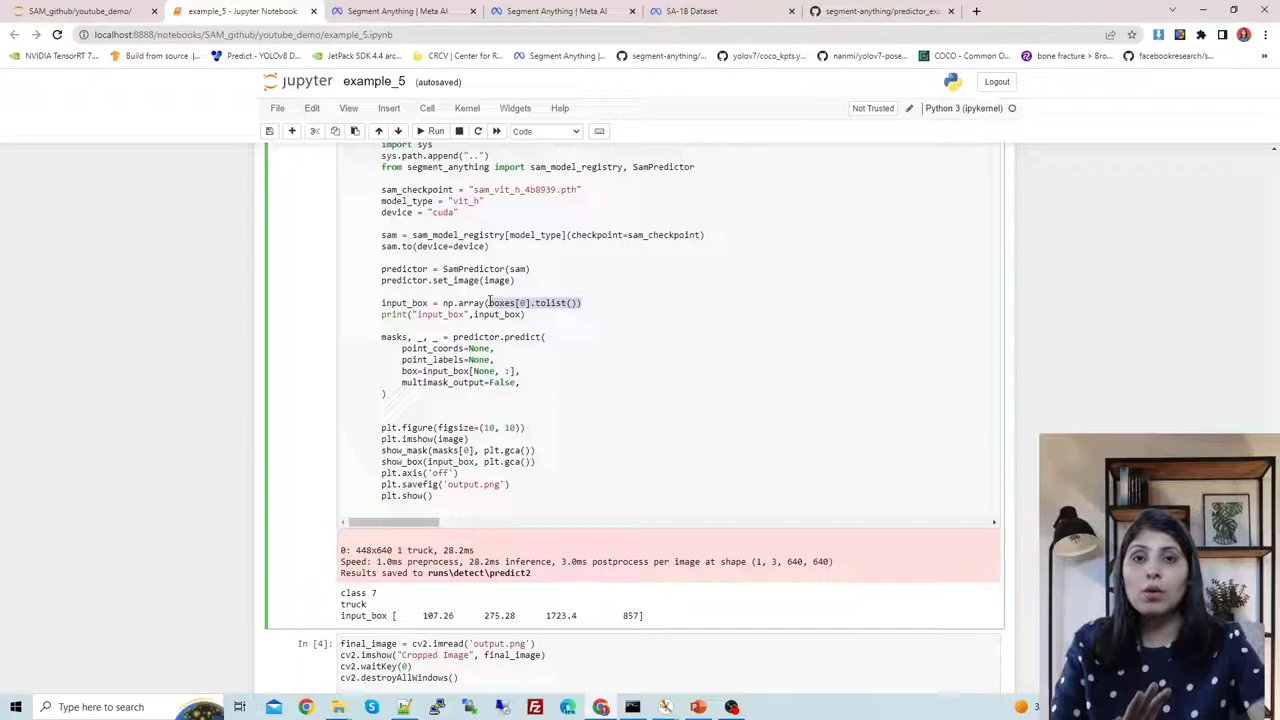 SAM_github/youtube_demo/
example_5 - Jupyter Notebook
Segment Anything | Meta AI
Segment Anything | Meta AI
SA-1B Dataset
segment-anything/predictor_ex
localhost:8888/notebooks/SAM_github/youtube_demo/example_5.ipynb
NVIDIA TensorRT 7....
Build from source —...
Predict - YOLOv8 D...
JetPack SDK 4.4 arc...
CRCV | Center for R...
Segment Anything
segment-anything/...
yolov7/coco_kpts.y...
nanmi/yolov7-pose...
COCO - Common O...
bone fracture > Bro...
facebookresearch/s...
jupyter example_5 (autosaved)
Logout
File Edit View Insert Cell Kernel Widgets Help
Not Trusted
Python 3 (ipykernel)
Run
Code
import sys
sys.path.append("..")
from segment_anything import sam_model_registry, SamPredictor
sam_checkpoint = "sam_vit_h_4b8939.pth"
model_type = "vit_h"
device = "cuda"
sam = sam_model_registry[model_type](checkpoint=sam_checkpoint)
sam.to(device=device)
predictor = SamPredictor(sam)
predictor.set_image(image)
input_box = np.array(boxes[0].tolist())
print("input_box",input_box)
masks, _, _ = predictor.predict(
point_coords=None,
point_labels=None,
box=input_box[None, :],
multimask_output=False,
)
plt.figure(figsize=(10, 10))
plt.imshow(image)
show_mask(masks[0], plt.gca())
show_box(input_box, plt.gca())
plt.axis('off')
plt.savefig('output.png')
plt.show()
0: 448x640 1 truck, 28.2ms
Speed: 1.0ms preprocess, 28.2ms inference, 3.0ms postprocess per image at shape (1, 3, 640, 640)
Results saved to runs\detect\predict2
class 7
truck
input_box [ 107.26 275.28 1723.4 857]
In [4]:
final_image = cv2.imread('output.png')
cv2.imshow("Cropped Image", final_image)
cv2.waitKey(0)
cv2.destroyAllWindows()
Type here to search
3